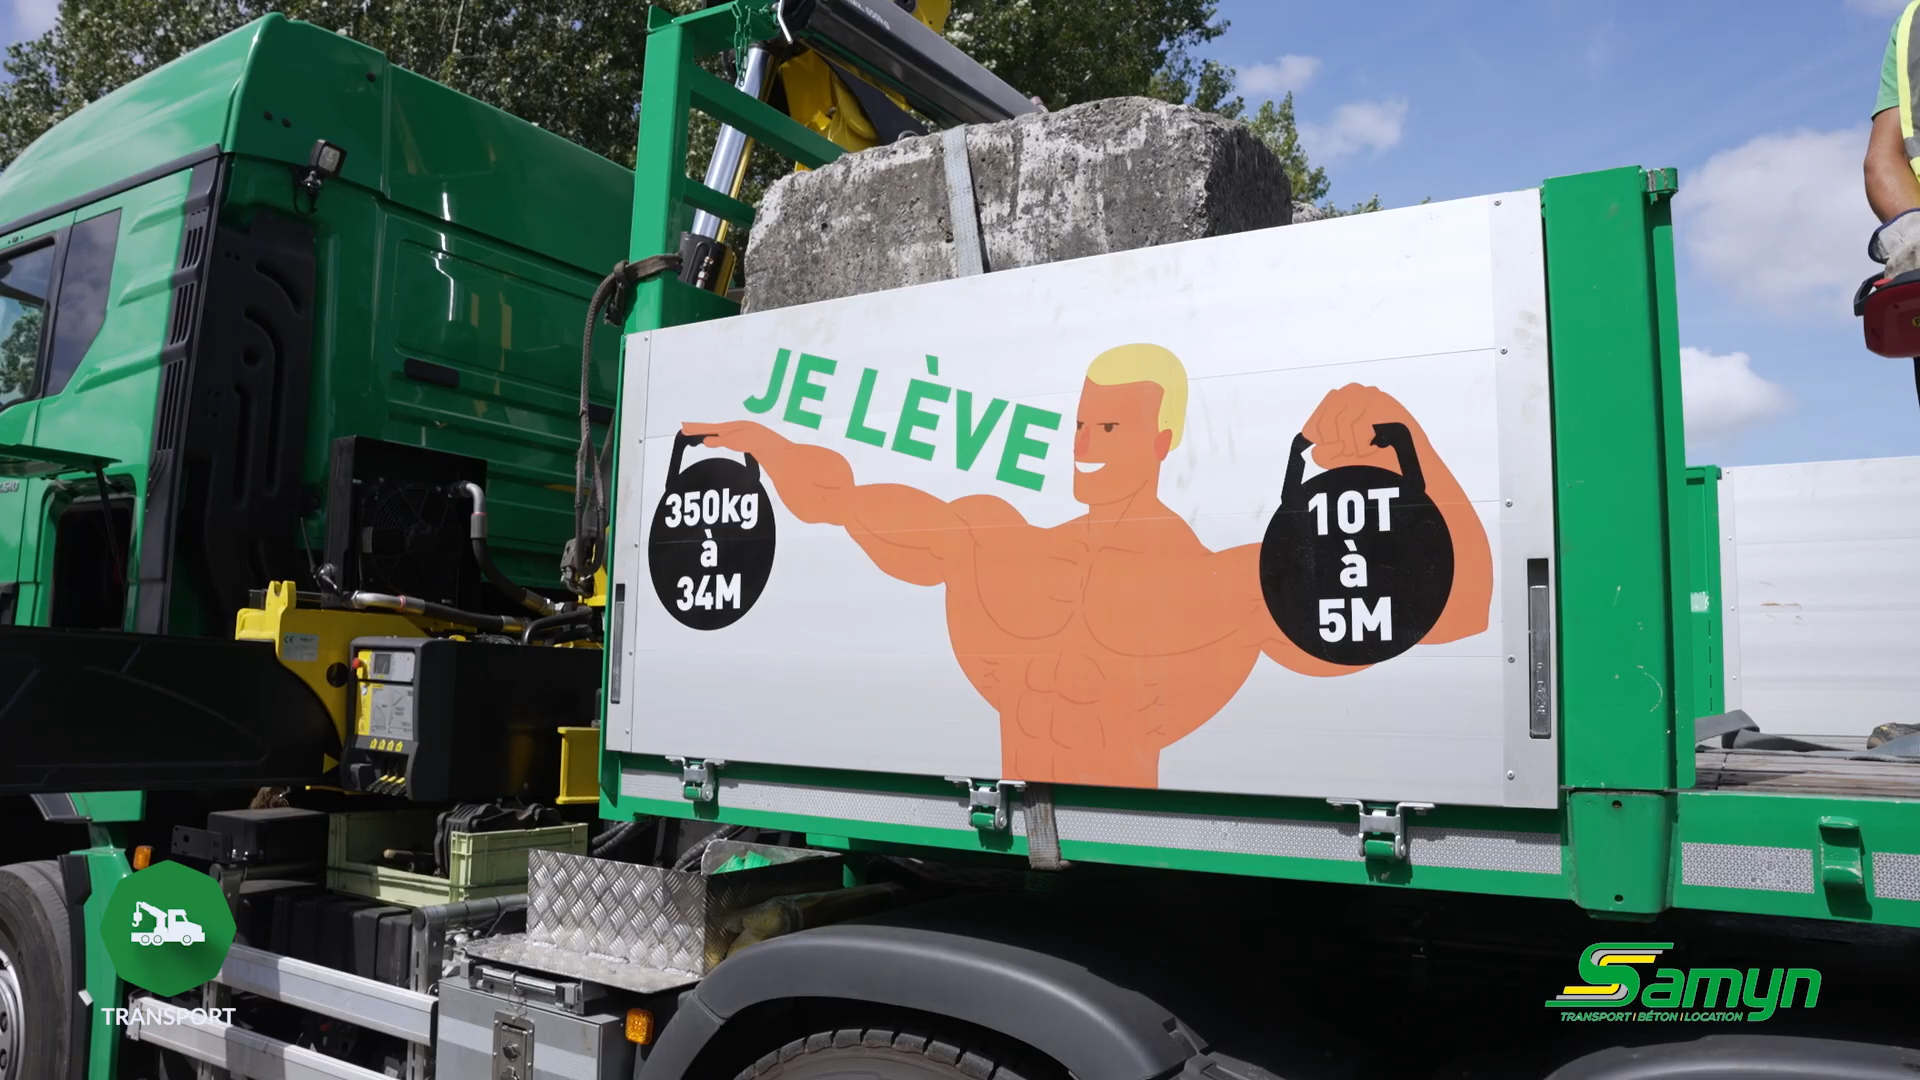 JE LÈVE
350kg
à
34M
10T
à
5M
TRANSPORT
Samyn
TRANSPORT | BÉTON | LOCATION